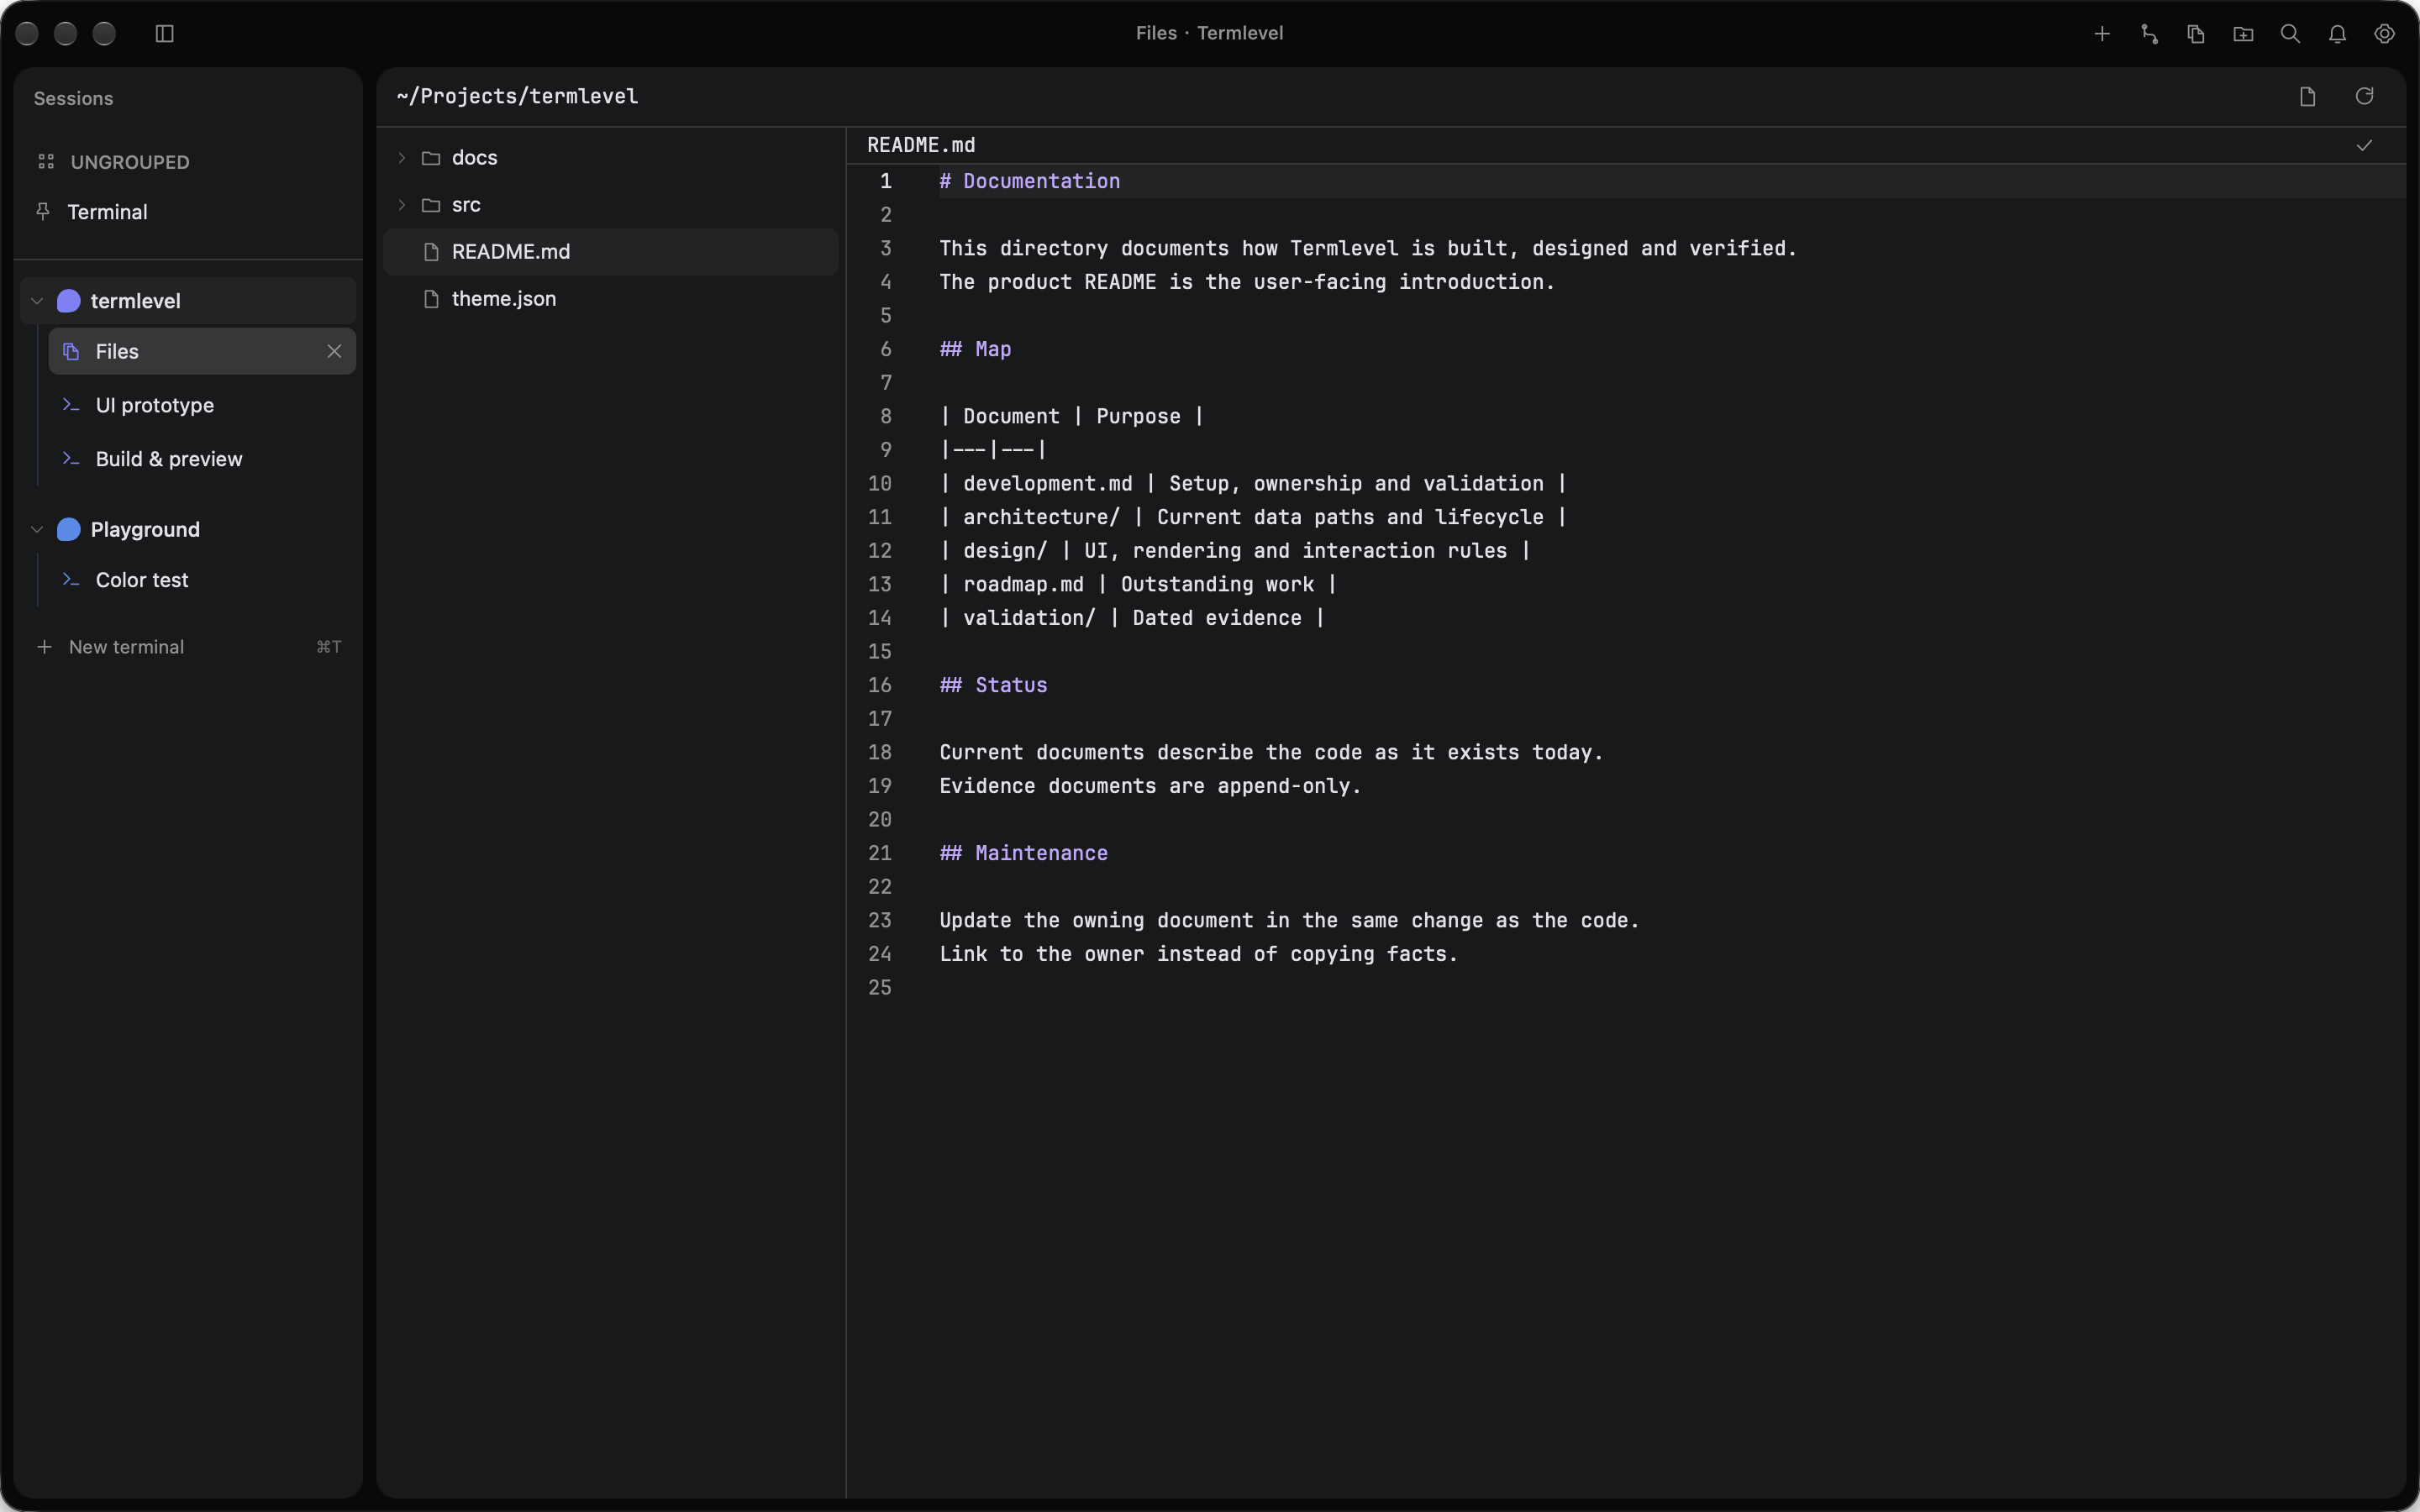 Files · Termlevel
Sessions
UNGROUPED
Terminal
termlevel
Files
UI prototype
Build & preview
Playground
Color test
New terminal ⌘T
~/Projects/termlevel
docs
src
README.md
theme.json
README.md
1 # Documentation
2
3 This directory documents how Termlevel is built, designed and verified.
4 The product README is the user-facing introduction.
5
6 ## Map
7
8 | Document | Purpose |
9 |---|---|
10 | development.md | Setup, ownership and validation |
11 | architecture/ | Current data paths and lifecycle |
12 | design/ | UI, rendering and interaction rules |
13 | roadmap.md | Outstanding work |
14 | validation/ | Dated evidence |
15
16 ## Status
17
18 Current documents describe the code as it exists today.
19 Evidence documents are append-only.
20
21 ## Maintenance
22
23 Update the owning document in the same change as the code.
24 Link to the owner instead of copying facts.
25